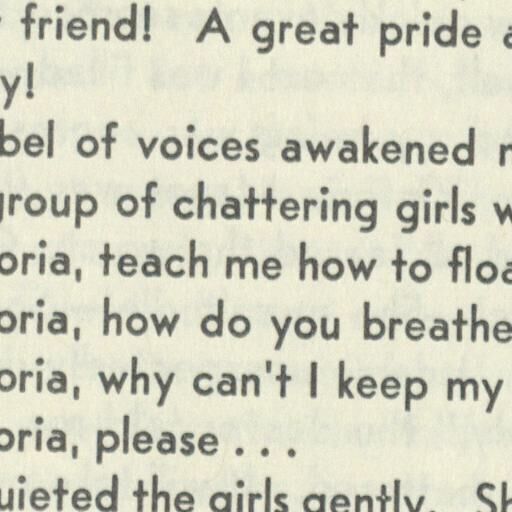 friend! A great pride a
y!
bel of voices awakened
group of chattering girls w
oria, teach me how to floa
oria, how do you breathe
oria, why can't I keep my
oria, please . . .
uieted the girls gently. Sh